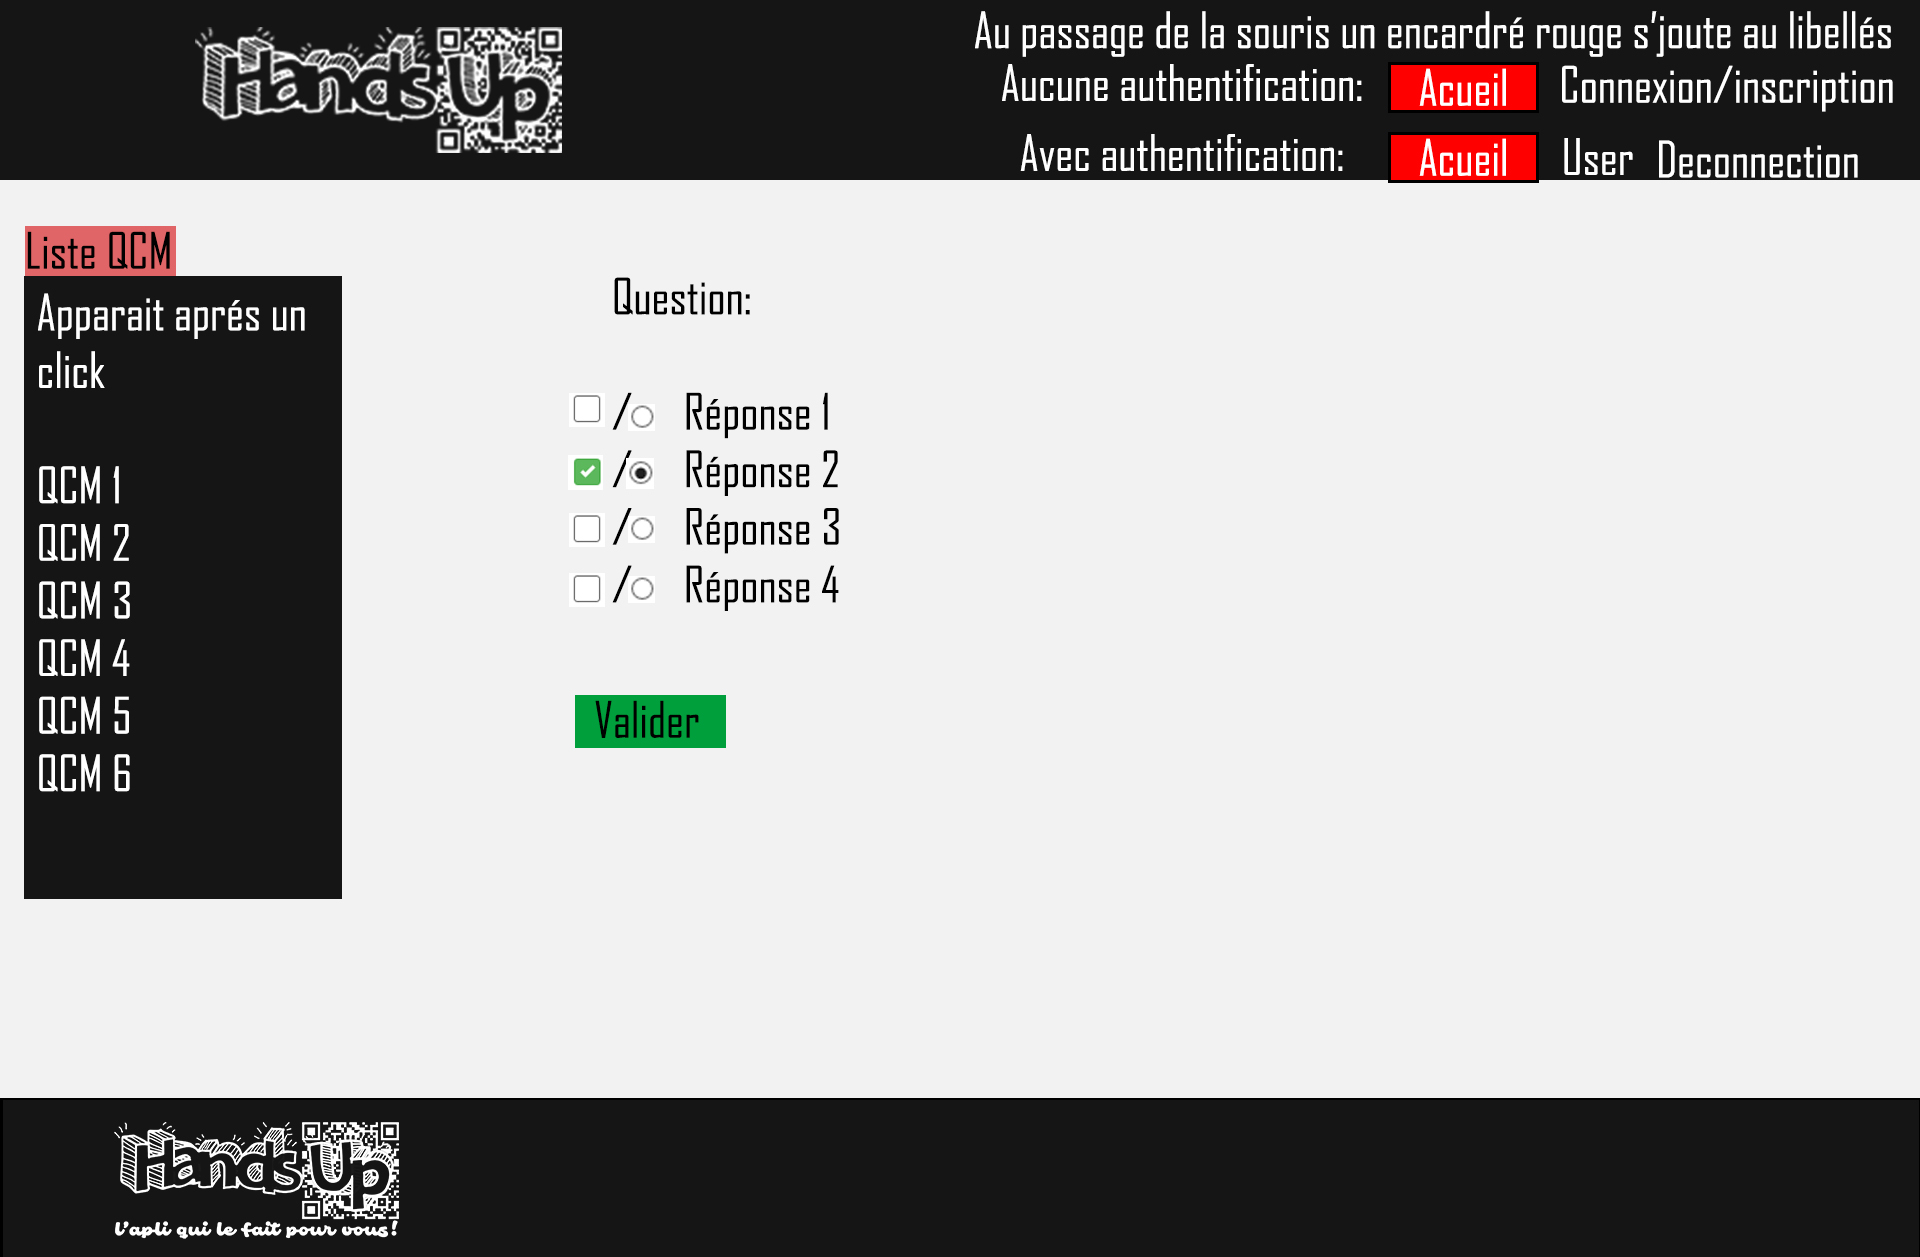 Hands Up
Au passage de la souris un encardré rouge s'joute au libellés
Aucune authentification: Acueil Connexion/inscription
Avec authentification: Acueil User Deconnection
Liste QCM
Apparait aprés un
click
QCM 1
QCM 2
QCM 3
QCM 4
QCM 5
QCM 6
Question:
/ Réponse 1
/ Réponse 2
/ Réponse 3
/ Réponse 4
Valider
Hands Up
L'apli qui le fait pour vous!